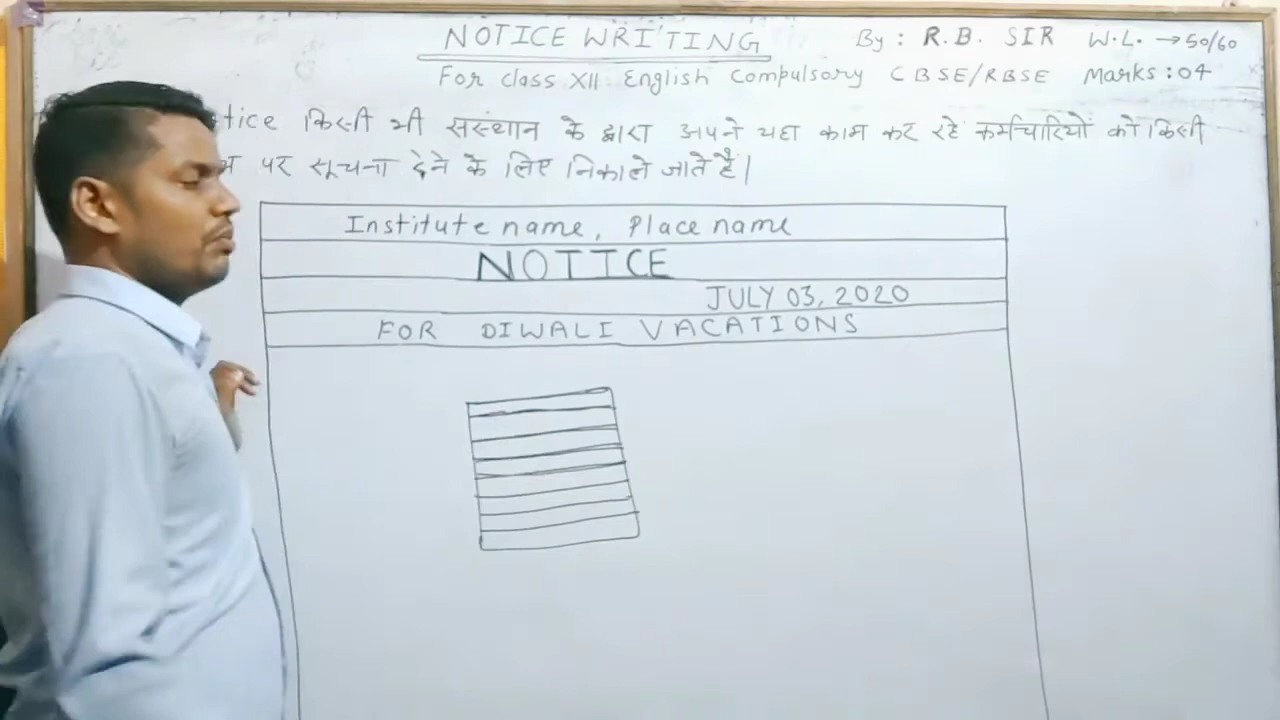 NOTICE WRITING By : R.B. SIR W.L. →50/60
For class XII English Compulsory CBSE/RBSE Marks : 04
tice किसी भी संस्थान के द्वारा अपने यहा काम कर रहे कर्मचारियों को किसी
पर सूचना देने के लिए निकाले जाते है।
Institute name, Place name
NOTICE
JULY 03, 2020
FOR DIWALI VACATIONS